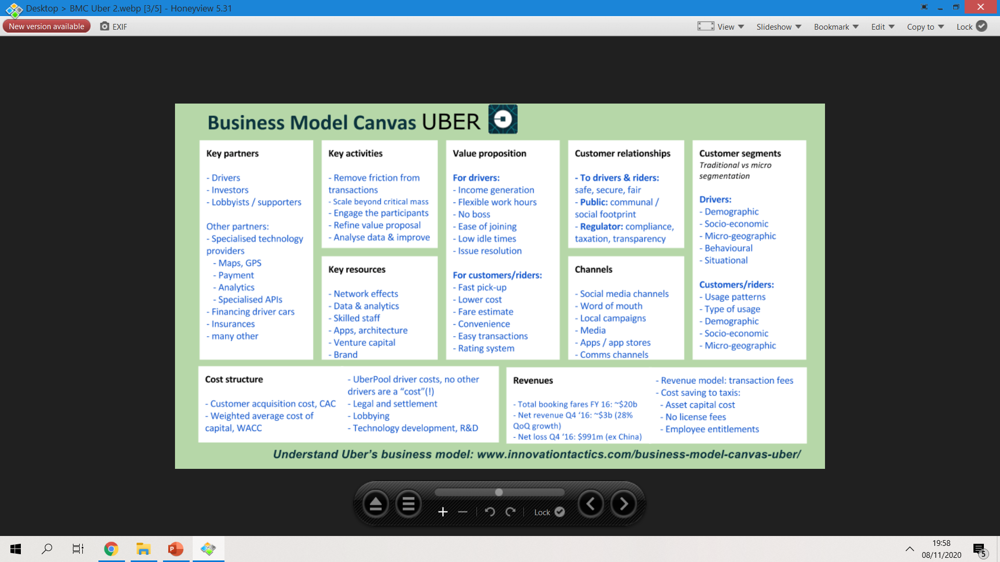 Desktop > BMC Uber 2.webp [3/5] - Honeyview 5.31
New version available
EXIF
View
Slideshow
Bookmark
Edit
Copy to
Lock
Business Model Canvas UBER
Key partners
- Drivers
- Investors
- Lobbyists / supporters
Other partners:
- Specialised technology
providers
- Maps, GPS
- Payment
- Analytics
- Specialised APIs
- Financing driver cars
- Insurances
- many other
Key activities
- Remove friction from
transactions
- Scale beyond critical mass
- Engage the participants
- Refine value proposal
- Analyse data & improve
Key resources
- Network effects
- Data & analytics
- Skilled staff
- Apps, architecture
- Venture capital
- Brand
Value proposition
For drivers:
- Income generation
- Flexible work hours
- No boss
- Ease of joining
- Low idle times
- Issue resolution
For customers/riders:
- Fast pick-up
- Lower cost
- Fare estimate
- Convenience
- Easy transactions
- Rating system
Customer relationships
- To drivers & riders:
safe, secure, fair
- Public: communal /
social footprint
- Regulator: compliance,
taxation, transparency
Channels
- Social media channels
- Word of mouth
- Local campaigns
- Media
- Apps / app stores
- Comms channels
Customer segments
Traditional vs micro
segmentation
Drivers:
- Demographic
- Socio-economic
- Micro-geographic
- Behavioural
- Situational
Customers/riders:
- Usage patterns
- Type of usage
- Demographic
- Socio-economic
- Micro-geographic
Cost structure
- Customer acquisition cost, CAC
- Weighted average cost of
capital, WACC
- UberPool driver costs, no other
drivers are a “cost”(!)
- Legal and settlement
- Lobbying
- Technology development, R&D
Revenues
- Total booking fares FY 16: ~$20b
- Net revenue Q4 ‘16: ~$3b (28%
QoQ growth)
- Net loss Q4 ‘16: $991m (ex China)
- Revenue model: transaction fees
- Cost saving to taxis:
- Asset capital cost
- No license fees
- Employee entitlements
Understand Uber’s business model: www.innovationtactics.com/business-model-canvas-uber/
Lock
P
19:58
08/11/2020
5